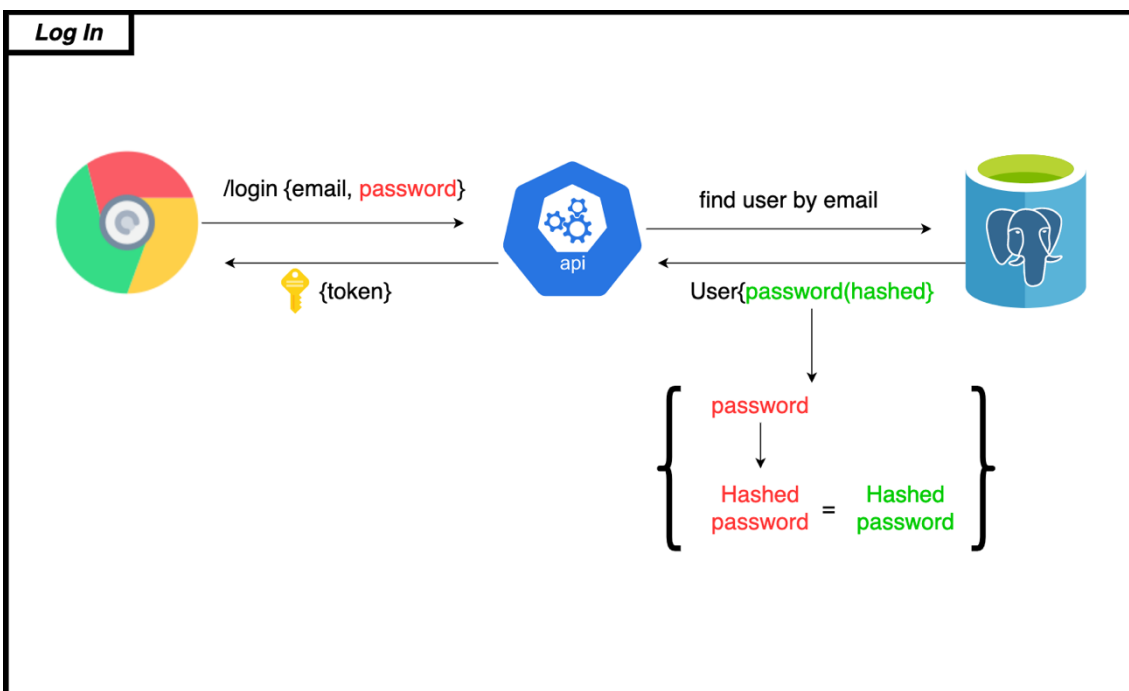 Log In
/login {email, password}
find user by email
api
{token}
User{password(hashed}
password
Hashed
password
=
Hashed
password